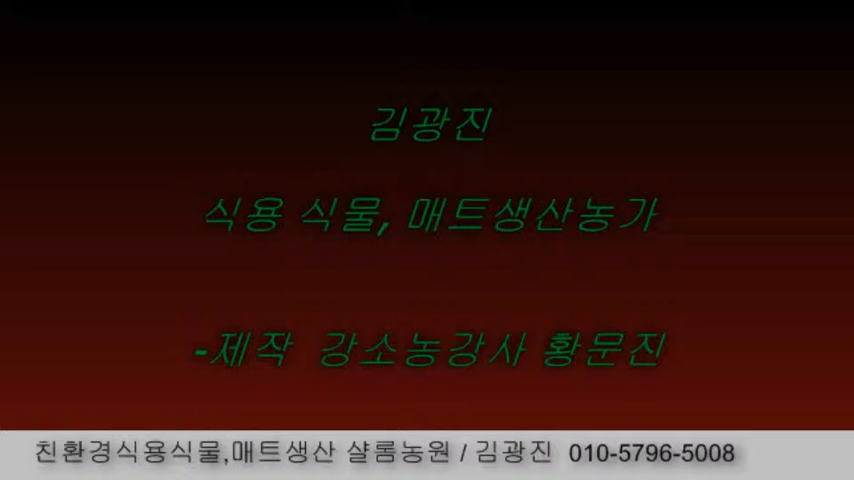 김광진
식용 식물, 매트생산농가
-제작 강소농강사 황문진
친환경식용식물,매트생산 샬롬농원 / 김광진 010-5796-5008